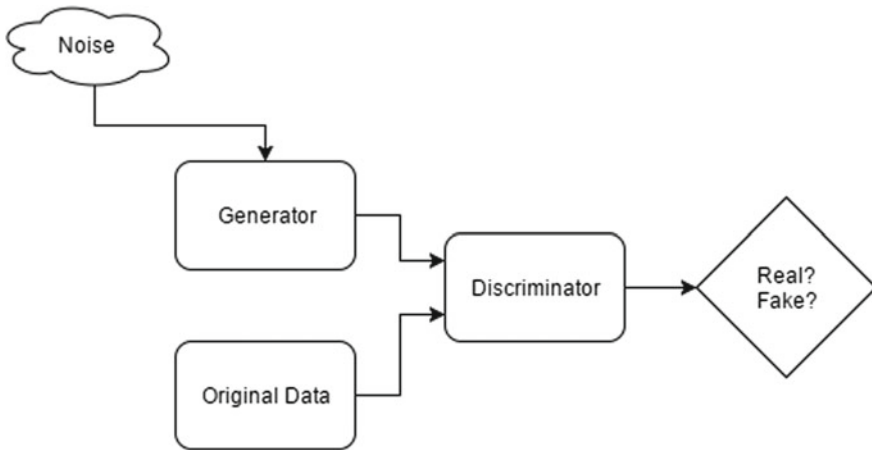 Noise
Generator
Discriminator
Real?
Fake?
Original Data